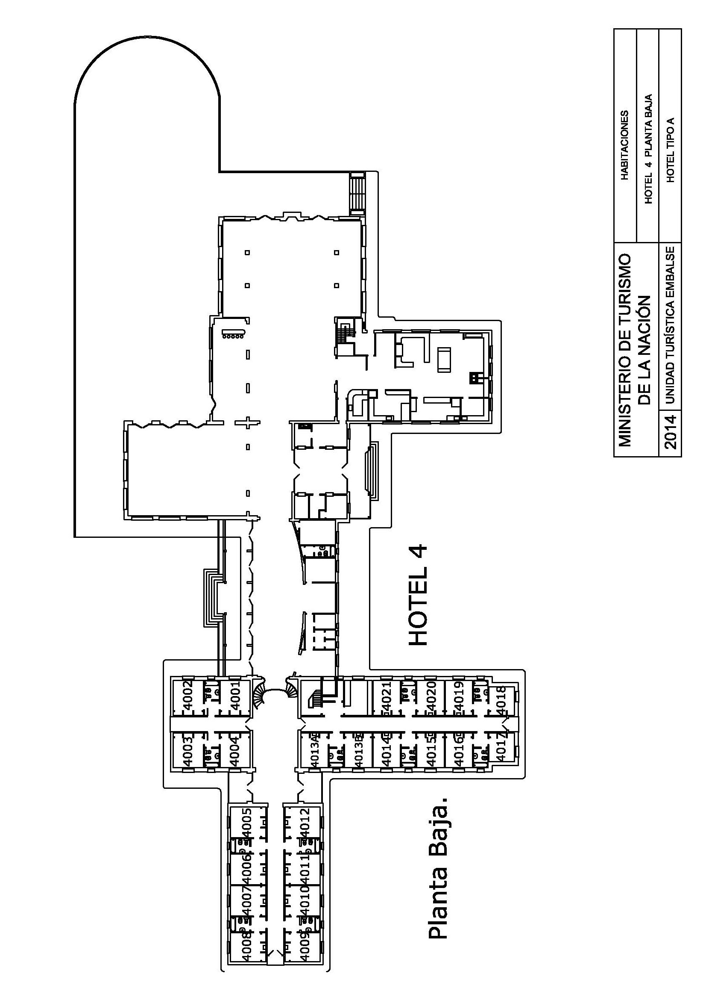 4002
4001
4003
4004
4005
4006
4007
4008
4012
4011
4010
4009
4013A
4013B
4014
4015
4016
4017
4021
4020
4019
4018
HOTEL 4
Planta Baja.
MINISTERIO DE TURISMO
DE LA NACIÓN
2014
UNIDAD TURÍSTICA EMBALSE
HABITACIONES
HOTEL 4 PLANTA BAJA
HOTEL TIPO A